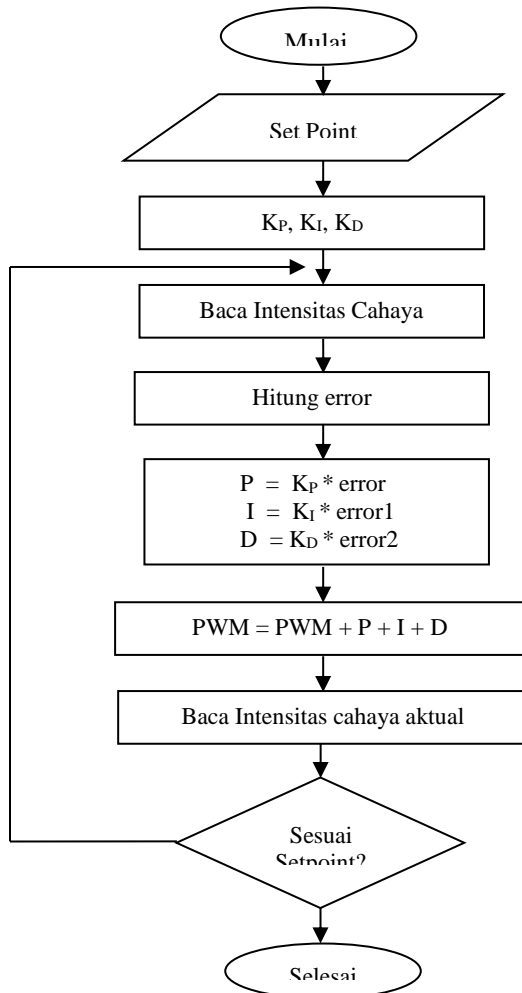 Mulai
Set Point
KP, KI, KD
Baca Intensitas Cahaya
Hitung error
P = KP * error
I = KI * error1
D = KD * error2
PWM = PWM + P + I + D
Baca Intensitas cahaya aktual
Sesuai
Setpoint?
Selesai